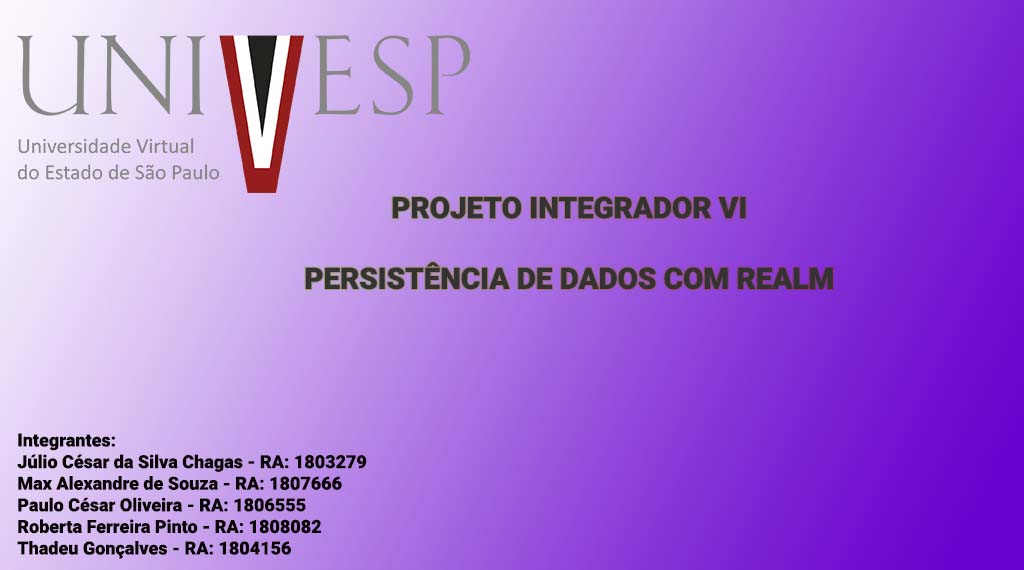 UNIVESP
Universidade Virtual
do Estado de São Paulo
PROJETO INTEGRADOR VI
PERSISTÊNCIA DE DADOS COM REALM
Integrantes:
Júlio César da Silva Chagas - RA: 1803279
Max Alexandre de Souza - RA: 1807666
Paulo César Oliveira - RA: 1806555
Roberta Ferreira Pinto - RA: 1808082
Thadeu Gonçalves - RA: 1804156